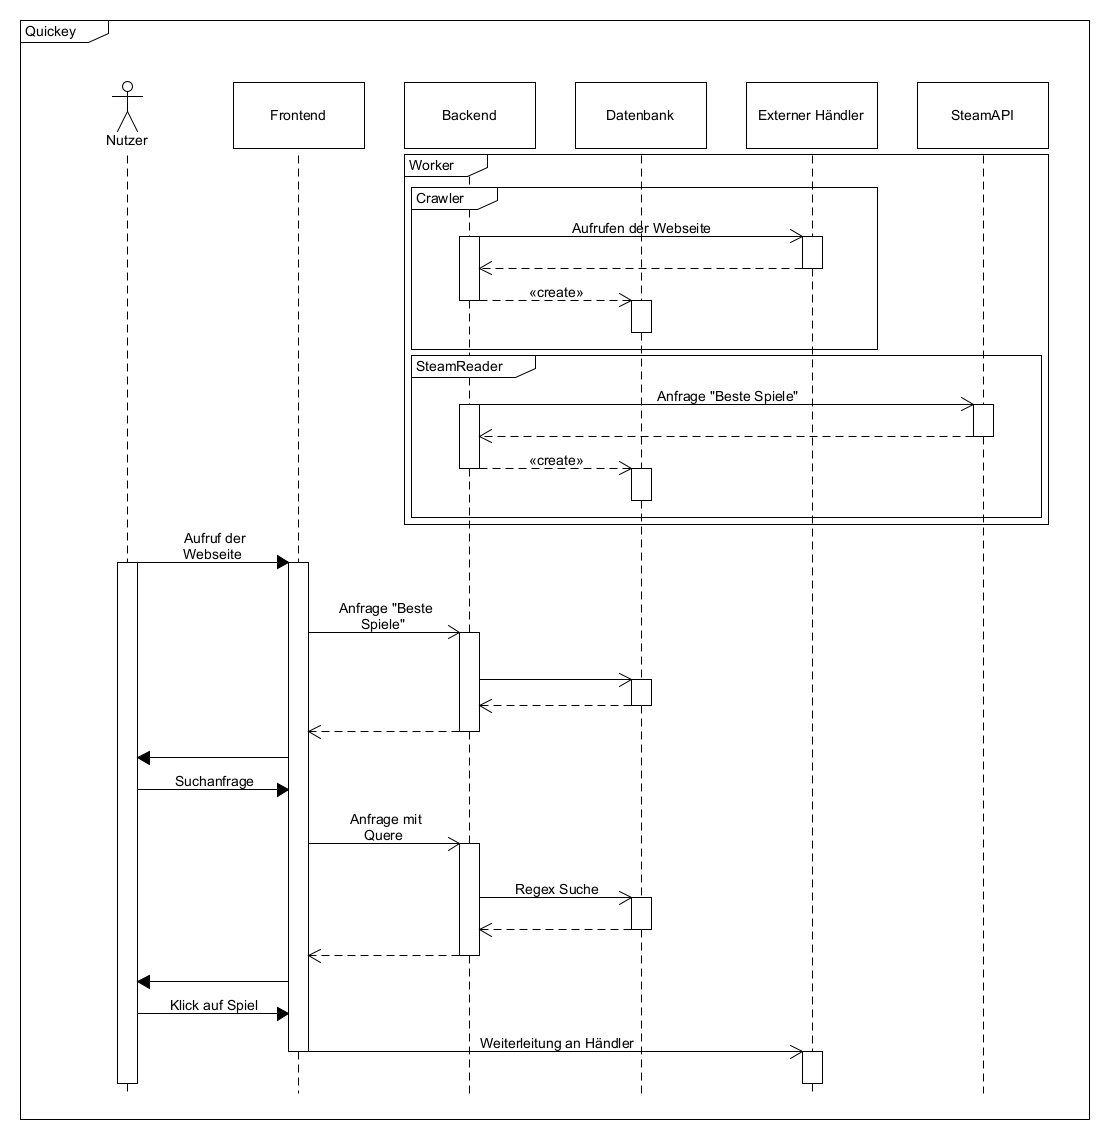 Quickey
Nutzer
Frontend
Backend
Datenbank
Externer Händler
SteamAPI
Worker
Crawler
Aufrufen der Webseite
«create»
SteamReader
Anfrage "Beste Spiele"
«create»
Aufruf der
Webseite
Anfrage "Beste
Spiele"
Suchanfrage
Anfrage mit
Quere
Regex Suche
Klick auf Spiel
Weiterleitung an Händler